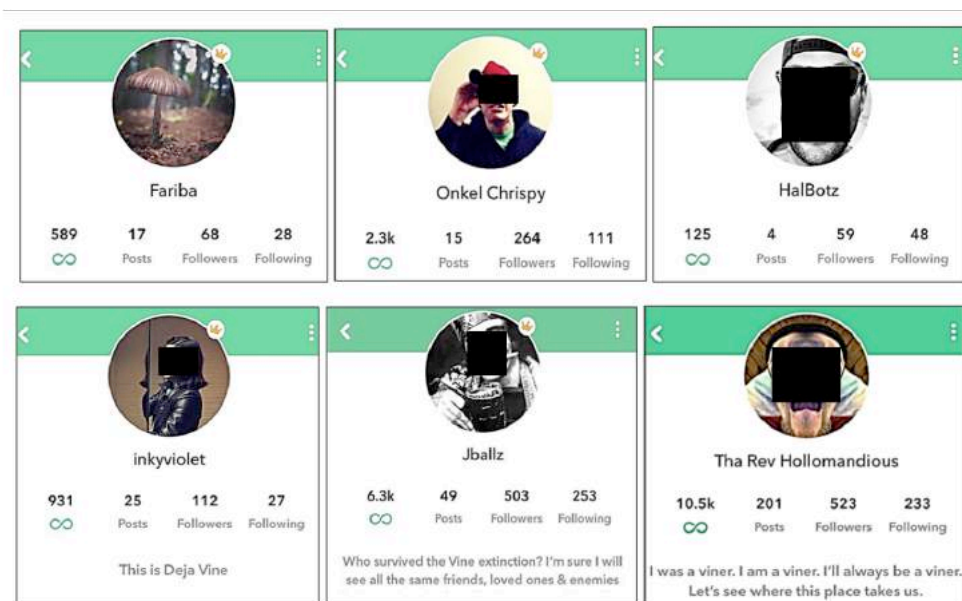 Fariba
589 17 68 28
Posts Followers Following
Onkel Chrispy
2.3k 15 264 111
Posts Followers Following
HalBotz
125 4 59 48
Posts Followers Following
inkyviolet
931 25 112 27
Posts Followers Following
This is Deja Vine
Jballz
6.3k 49 503 253
Posts Followers Following
Who survived the Vine extinction? I'm sure I will
see all the same friends, loved ones & enemies
Tha Rev Hollomandious
10.5k 201 523 233
Posts Followers Following
I was a viner. I am a viner. I'll always be a viner.
Let's see where this place takes us.